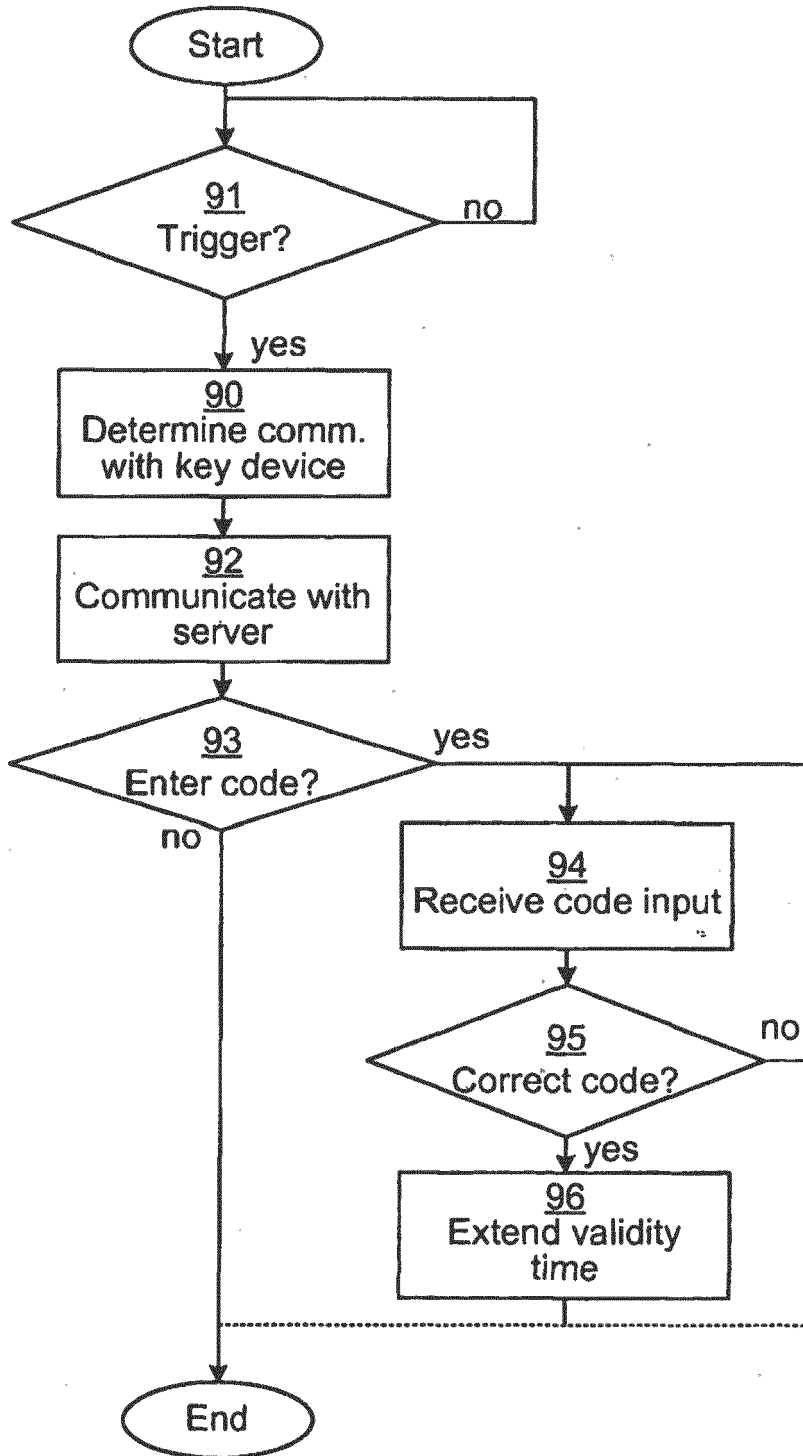 Start
91
Trigger?
no
yes
90
Determine comm.
with key device
92
Communicate with
server
93
Enter code?
yes
no
94
Receive code input
95
Correct code?
no
yes
96
Extend validity
time
End